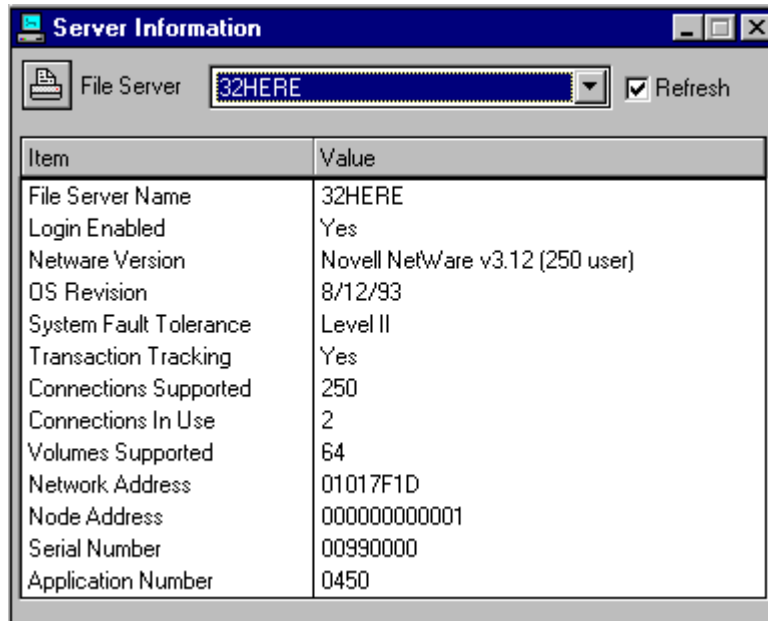 Server Information
File Server 32HERE Refresh
Item Value
File Server Name 32HERE
Login Enabled Yes
Netware Version Novell NetWare v3.12 (250 user)
OS Revision 8/12/93
System Fault Tolerance Level II
Transaction Tracking Yes
Connections Supported 250
Connections In Use 2
Volumes Supported 64
Network Address 01017F1D
Node Address 000000000001
Serial Number 00990000
Application Number 0450